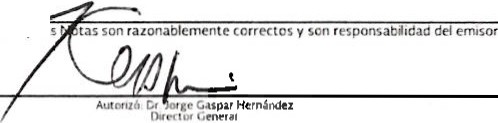 s Notas son razonablemente correctos y son responsabilidad del emisor
Autorizó: Dr. Jorge Gaspar Hernández
Director General